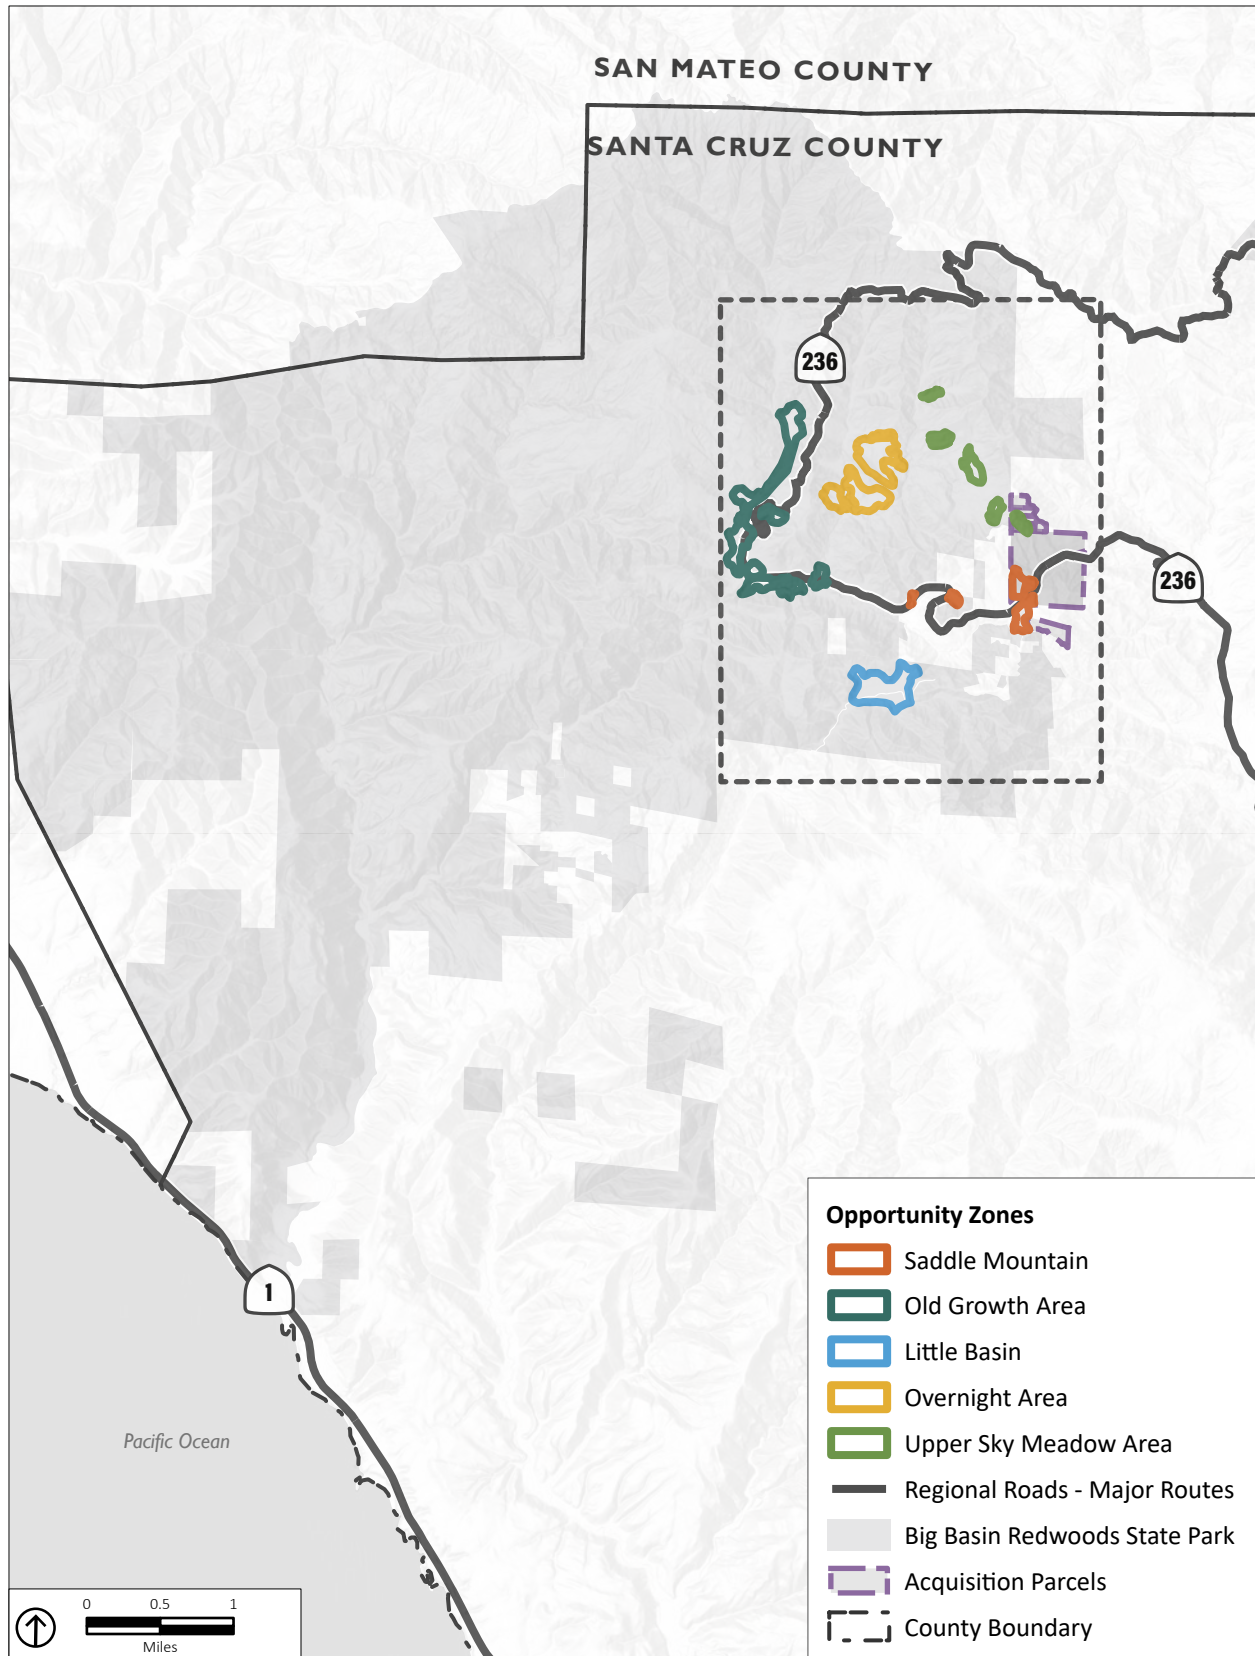 SAN MATEO COUNTY
SANTA CRUZ COUNTY
236
236
1
Pacific Ocean
Opportunity Zones
Saddle Mountain
Old Growth Area
Little Basin
Overnight Area
Upper Sky Meadow Area
Regional Roads - Major Routes
Big Basin Redwoods State Park
Acquisition Parcels
County Boundary
0 0.5 1
Miles